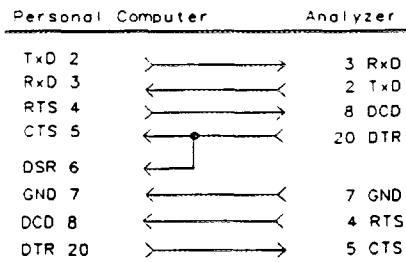 Personal Computer Analyzer
TxD 2 3 RxD
RxD 3 2 TxD
RTS 4 8 DCD
CTS 5 20 DTR
DSR 6
GND 7 7 GND
DCD 8 4 RTS
DTR 20 5 CTS